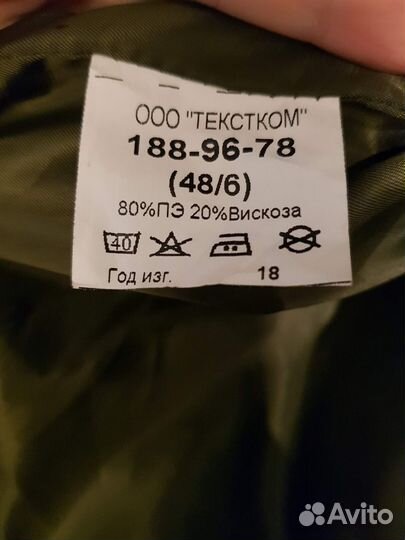 ООО "ТЕКСТКОМ"
188-96-78
(48/6)
80%ПЭ 20%Вискоза
40
Год изг. 18
Avito